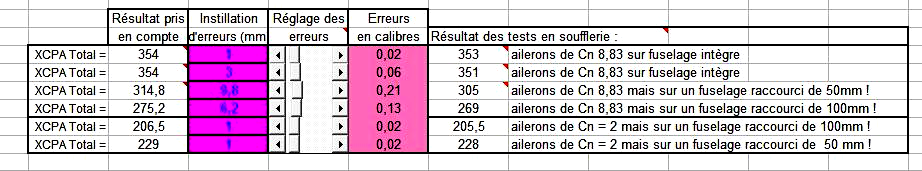 Résultat pris en compte Instillation d'erreurs (mm Réglage des erreurs Erreurs en calibres Résultat des tests en soufflerie :
XCPA Total = 354 1 0,02 353 ailerons de Cn 8,83 sur fuselage intègre
XCPA Total = 354 3 0,06 351 ailerons de Cn 8,83 sur fuselage intègre
XCPA Total = 314,8 9,8 0,21 305 ailerons de Cn 8,83 mais sur un fuselage raccourci de 50mm !
XCPA Total = 275,2 6,2 0,13 269 ailerons de Cn 8,83 mais sur un fuselage raccourci de 100mm !
XCPA Total = 206,5 1 0,02 205,5 ailerons de Cn = 2 mais sur un fuselage raccourci de 100mm !
XCPA Total = 229 1 0,02 228 ailerons de Cn = 2 mais sur un fuselage raccourci de 50 mm !